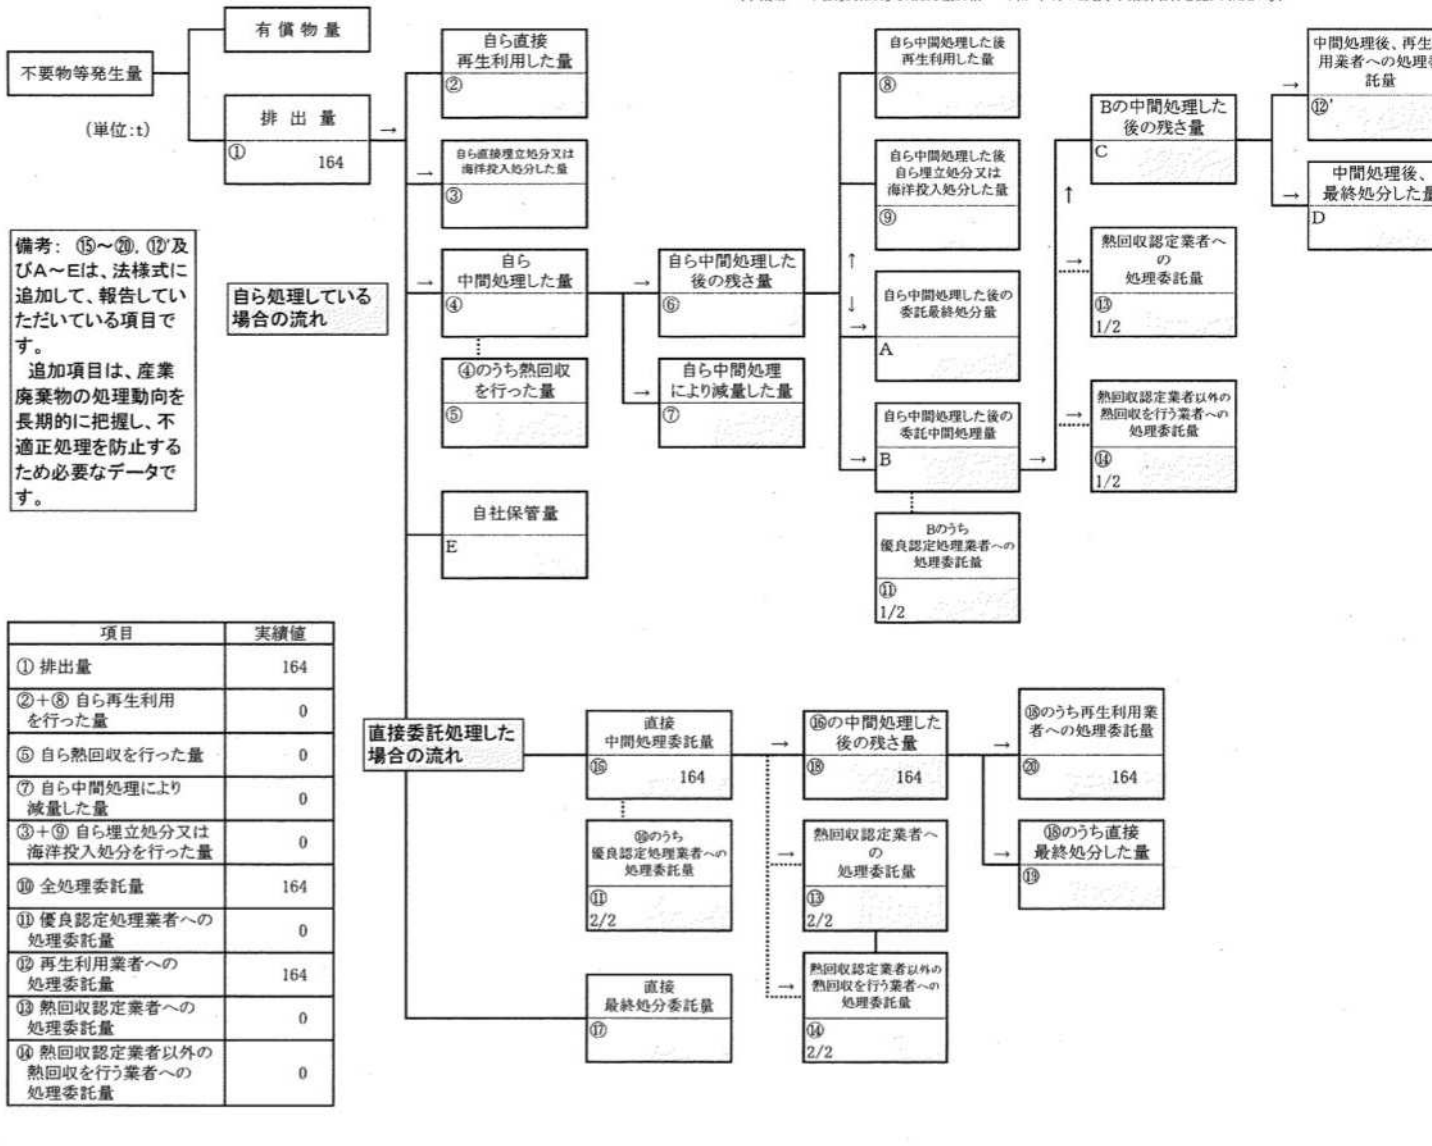 有償物量
不要物等発生量
(単位:t)
排出量
①
164
→
自ら直接
再生利用した量
②
→
自ら直接埋立処分又は
海洋投入処分した量
③
→
自ら
中間処理した量
④
④のうち熱回収
を行った量
⑤
自社保管量
E
備考: ⑮~⑳, ⑫'及
びA~Eは、法様式に
追加して、報告してい
ただいている項目で
す。
追加項目は、産業
廃棄物の処理動向を
長期的に把握し、不
適正処理を防止する
ため必要なデータで
す。
自ら処理している
場合の流れ
→
自ら中間処理した
後の残さ量
⑥
→
自ら中間処理
により減量した量
⑦
自ら中間処理した後
再生利用した量
⑧
自ら中間処理した後
自ら埋立処分又は
海洋投入処分した量
⑨
↑
↓
→
自ら中間処理した後の
委託最終処分量
A
→
自ら中間処理した後の
委託中間処理量
B
Bのうち
優良認定処理業者への
処理委託量
⑪
1/2
→
↑
Bの中間処理した
後の残さ量
C
→
熱回収認定業者へ
の
処理委託量
⑬
1/2
→
熱回収認定業者以外の
熱回収を行う業者への
処理委託量
⑭
1/2
→
中間処理後、再生
用業者への処理
託量
⑫'
→
中間処理後、
最終処分した
D
項目 実績値
① 排出量 164
②+⑧ 自ら再生利用
を行った量 0
⑤ 自ら熱回収を行った量 0
⑦ 自ら中間処理により
減量した量 0
③+⑨ 自ら埋立処分又は
海洋投入処分を行った量 0
⑩ 全処理委託量 164
⑪ 優良認定処理業者への
処理委託量 0
⑫ 再生利用業者への
処理委託量 164
⑬ 熱回収認定業者への
処理委託量 0
⑭ 熱回収認定業者以外の
熱回収を行う業者への
処理委託量 0
直接委託処理した
場合の流れ
直接
中間処理委託量
⑯
164
⑯のうち
優良認定処理業者への
処理委託量
⑪
2/2
直接
最終処分委託量
⑰
→
⑯の中間処理した
後の残さ量
⑱
164
→
熱回収認定業者へ
の
処理委託量
⑬
2/2
→
熱回収認定業者以外の
熱回収を行う業者への
処理委託量
⑭
2/2
→
⑱のうち再生利用業
者への処理委託量
⑳
164
→
⑱のうち直接
最終処分した量
⑲